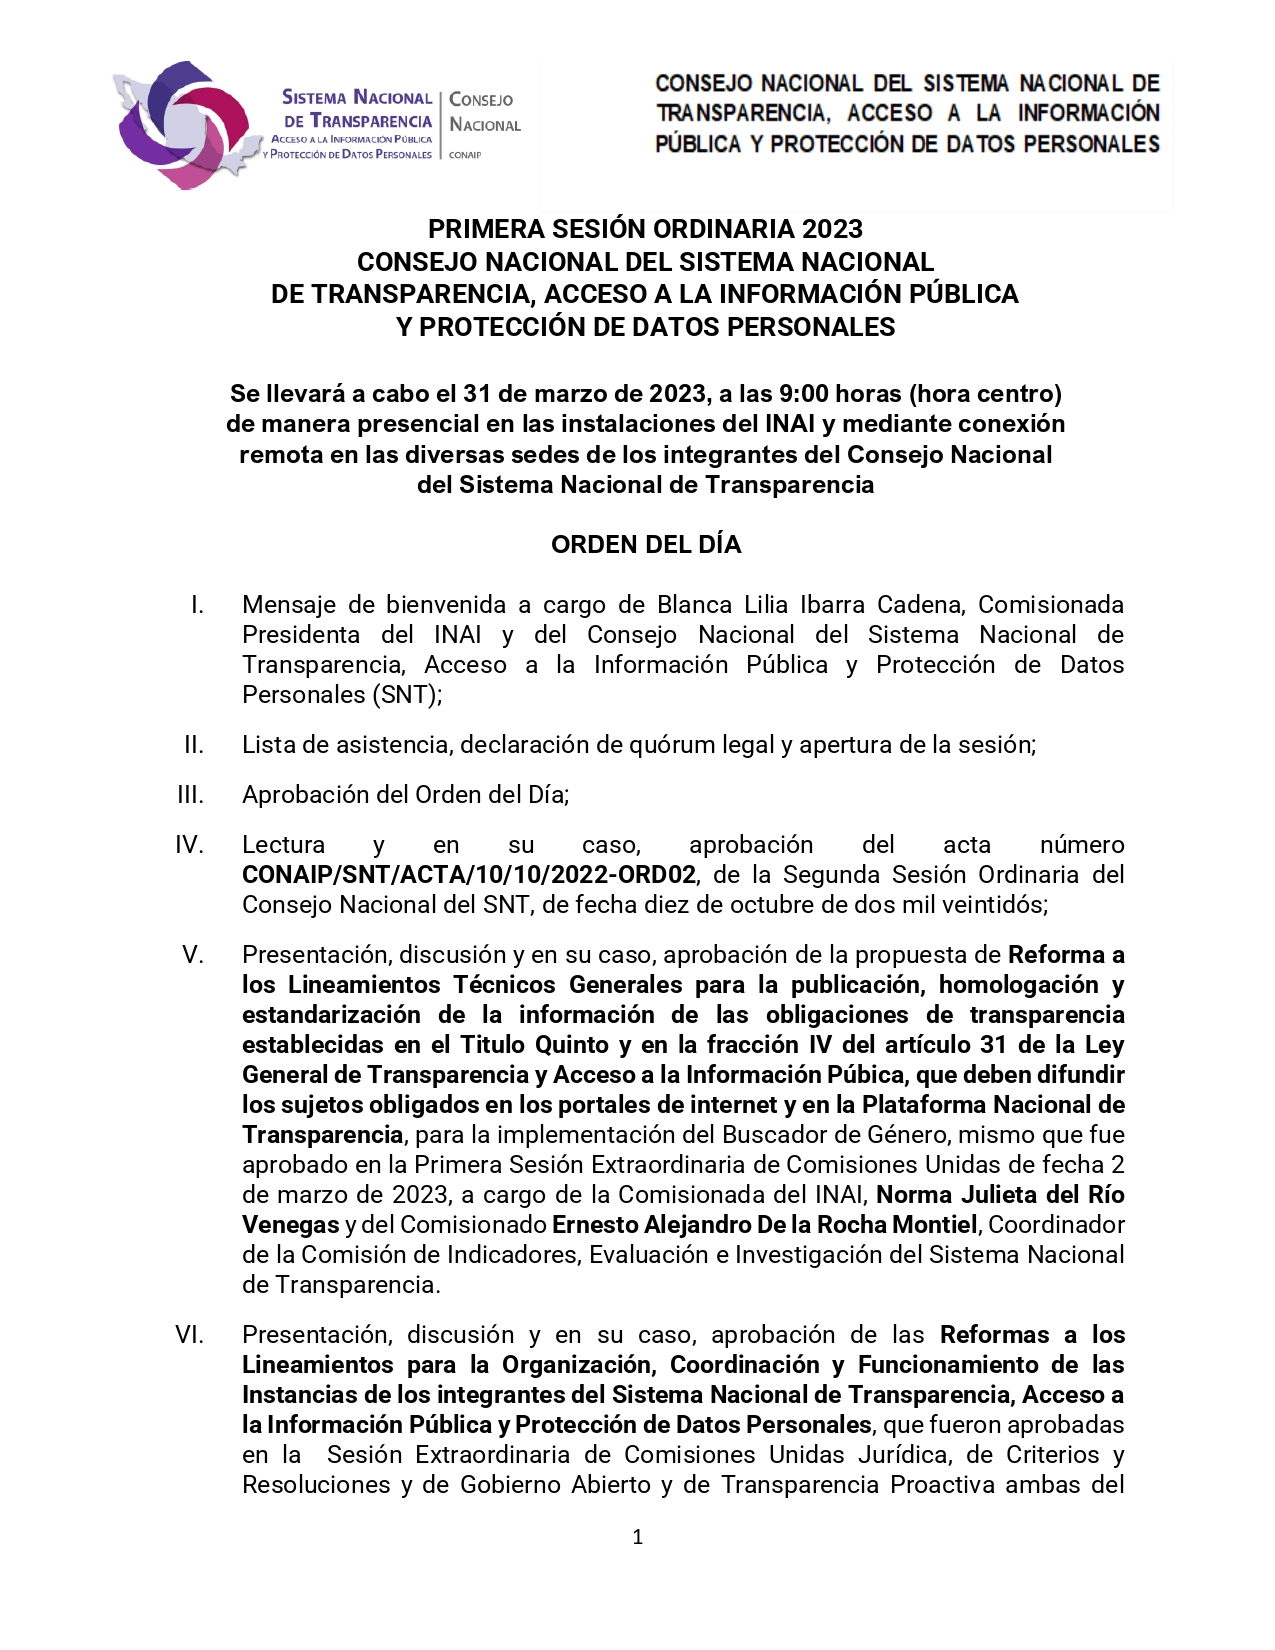 SISTEMA NACIONAL
DE TRANSPARENCIA
ACCESO A LA INFORMACIÓN PÚBLICA
Y PROTECCIÓN DE DATOS PERSONALES
CONSEJO
NACIONAL
CONAIP
CONSEJO NACIONAL DEL SISTEMA NACIONAL DE
TRANSPARENCIA, ACCESO A LA INFORMACIÓN
PÚBLICA Y PROTECCIÓN DE DATOS PERSONALES
PRIMERA SESIÓN ORDINARIA 2023
CONSEJO NACIONAL DEL SISTEMA NACIONAL
DE TRANSPARENCIA, ACCESO A LA INFORMACIÓN PÚBLICA
Y PROTECCIÓN DE DATOS PERSONALES
Se llevará a cabo el 31 de marzo de 2023, a las 9:00 horas (hora centro)
de manera presencial en las instalaciones del INAI y mediante conexión
remota en las diversas sedes de los integrantes del Consejo Nacional
del Sistema Nacional de Transparencia
ORDEN DEL DÍA
I. Mensaje de bienvenida a cargo de Blanca Lilia Ibarra Cadena, Comisionada
Presidenta del INAI y del Consejo Nacional del Sistema Nacional de
Transparencia, Acceso a la Información Pública y Protección de Datos
Personales (SNT);
II. Lista de asistencia, declaración de quórum legal y apertura de la sesión;
III. Aprobación del Orden del Día;
IV. Lectura y en su caso, aprobación del acta número
CONAIP/SNT/ACTA/10/10/2022-ORD02, de la Segunda Sesión Ordinaria del
Consejo Nacional del SNT, de fecha diez de octubre de dos mil veintidós;
V. Presentación, discusión y en su caso, aprobación de la propuesta de Reforma a
los Lineamientos Técnicos Generales para la publicación, homologación y
estandarización de la información de las obligaciones de transparencia
establecidas en el Titulo Quinto y en la fracción IV del artículo 31 de la Ley
General de Transparencia y Acceso a la Información Púbica, que deben difundir
los sujetos obligados en los portales de internet y en la Plataforma Nacional de
Transparencia, para la implementación del Buscador de Género, mismo que fue
aprobado en la Primera Sesión Extraordinaria de Comisiones Unidas de fecha 2
de marzo de 2023, a cargo de la Comisionada del INAI, Norma Julieta del Río
Venegas y del Comisionado Ernesto Alejandro De la Rocha Montiel, Coordinador
de la Comisión de Indicadores, Evaluación e Investigación del Sistema Nacional
de Transparencia.
VI. Presentación, discusión y en su caso, aprobación de las Reformas a los
Lineamientos para la Organización, Coordinación y Funcionamiento de las
Instancias de los integrantes del Sistema Nacional de Transparencia, Acceso a
la Información Pública y Protección de Datos Personales, que fueron aprobadas
en la Sesión Extraordinaria de Comisiones Unidas Jurídica, de Criterios y
Resoluciones y de Gobierno Abierto y de Transparencia Proactiva ambas del
1